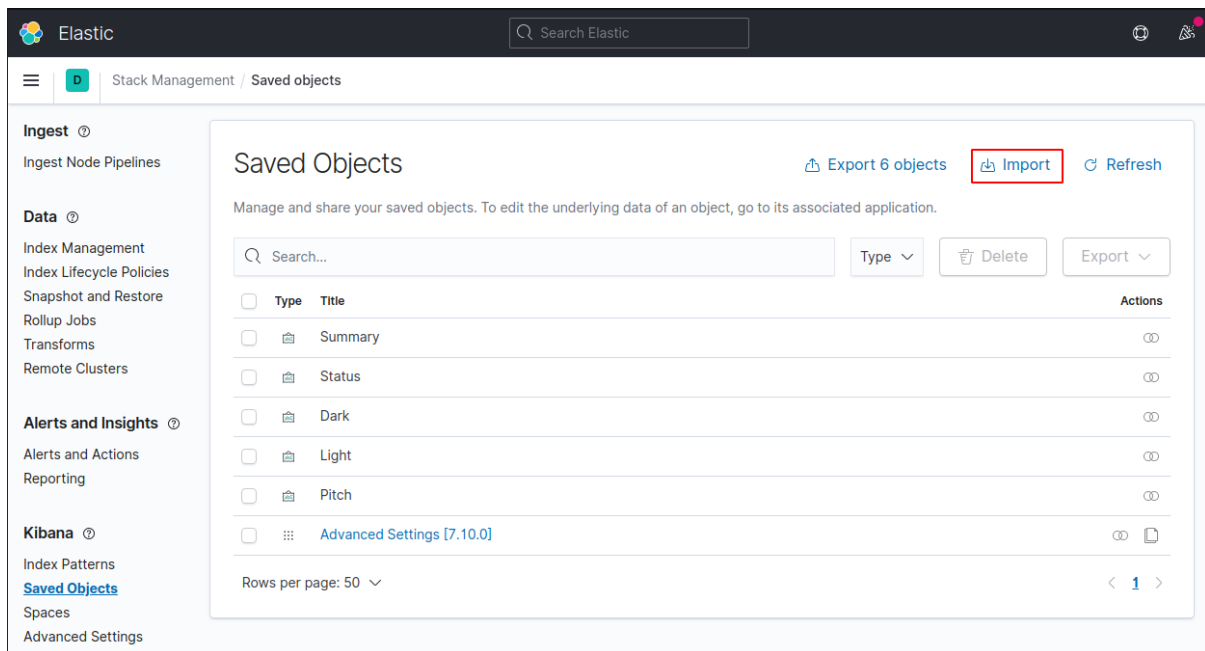 Elastic
Search Elastic
D
Stack Management / Saved objects
Ingest
Ingest Node Pipelines
Data
Index Management
Index Lifecycle Policies
Snapshot and Restore
Rollup Jobs
Transforms
Remote Clusters
Alerts and Insights
Alerts and Actions
Reporting
Kibana
Index Patterns
Saved Objects
Spaces
Advanced Settings
Saved Objects
Export 6 objects
Import
Refresh
Manage and share your saved objects. To edit the underlying data of an object, go to its associated application.
Search...
Type
Delete
Export
Type Title Actions
Summary
Status
Dark
Light
Pitch
Advanced Settings [7.10.0]
Rows per page: 50
< 1 >